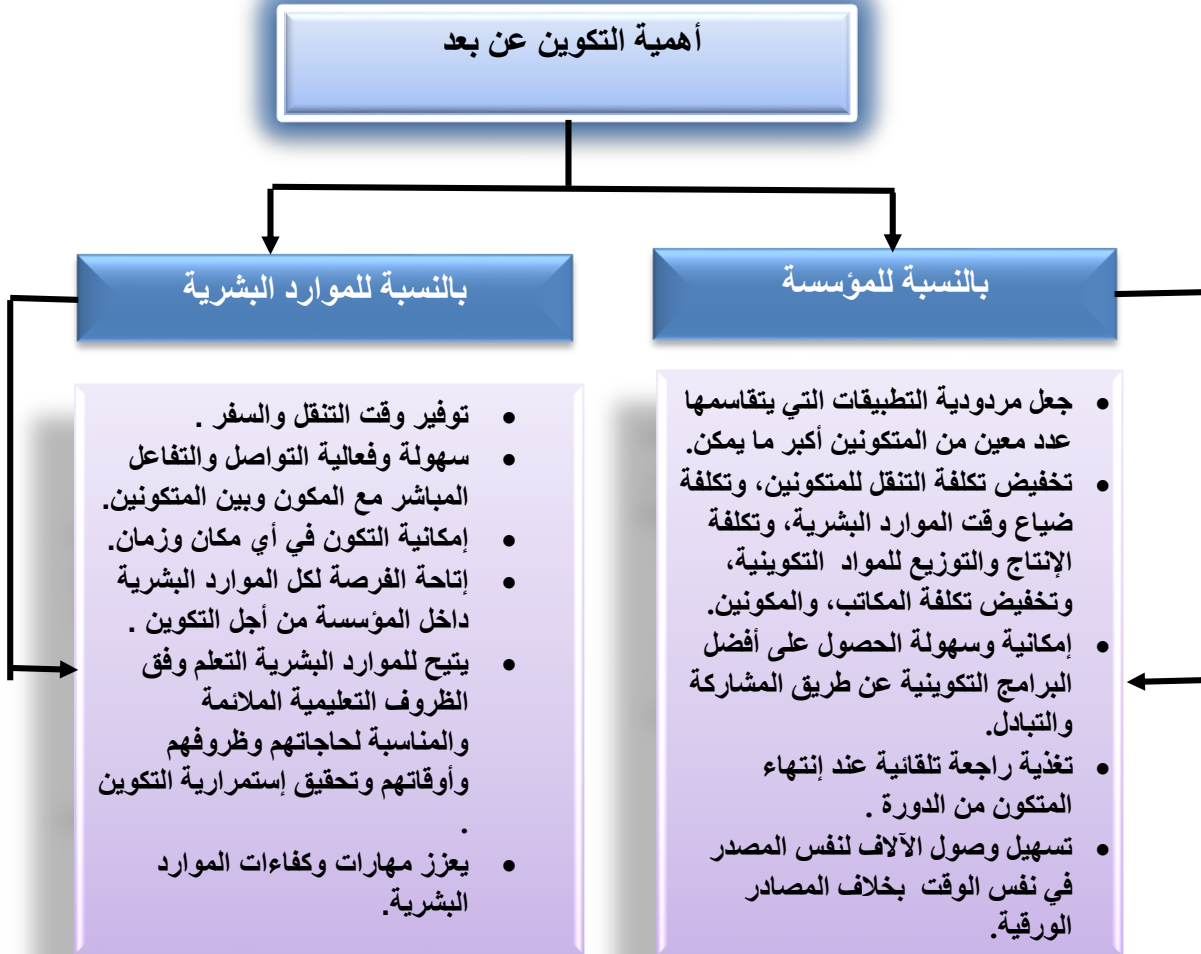 أهمية التكوين عن بعد
بالنسبة للمؤسسة
• جعل مردودية التطبيقات التي يتقاسمها
عدد معين من المتكونين أكبر ما يمكن.
• تخفيض تكلفة التنقل للمتكونين، وتكلفة
ضياع وقت الموارد البشرية، وتكلفة
الإنتاج والتوزيع للمواد التكوينية،
وتخفيض تكلفة المكاتب، والمكونين.
• إمكانية وسهولة الحصول على أفضل
البرامج التكوينية عن طريق المشاركة
والتبادل.
• تغذية راجعة تلقائية عند إنتهاء
المتكون من الدورة .
• تسهيل وصول الآلاف لنفس المصدر
في نفس الوقت بخلاف المصادر
الورقية.
بالنسبة للموارد البشرية
• توفير وقت التنقل والسفر .
• سهولة وفعالية التواصل والتفاعل
المباشر مع المكون وبين المتكونين.
• إمكانية التكون في أي مكان وزمان.
• إتاحة الفرصة لكل الموارد البشرية
داخل المؤسسة من أجل التكوين .
• يتيح للموارد البشرية التعلم وفق
الظروف التعليمية الملائمة
والمناسبة لحاجاتهم وظروفهم
وأوقاتهم وتحقيق إستمرارية التكوين
.
• يعزز مهارات وكفاءات الموارد
البشرية.